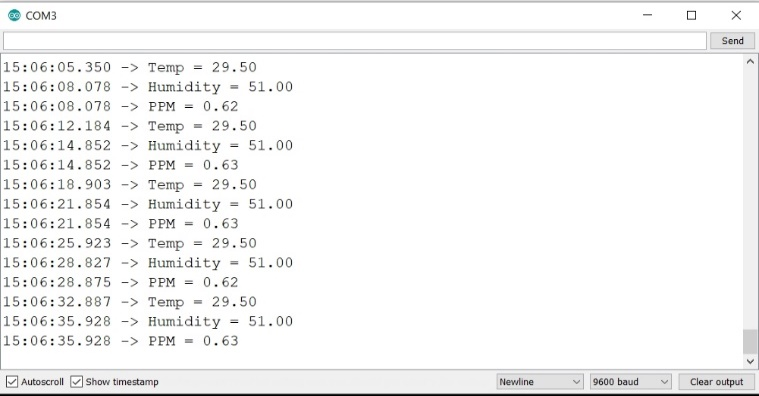 COM3
Send
15:06:05.350 -> Temp = 29.50
15:06:08.078 -> Humidity = 51.00
15:06:08.078 -> PPM = 0.62
15:06:12.184 -> Temp = 29.50
15:06:14.852 -> Humidity = 51.00
15:06:14.852 -> PPM = 0.63
15:06:18.903 -> Temp = 29.50
15:06:21.854 -> Humidity = 51.00
15:06:21.854 -> PPM = 0.63
15:06:25.923 -> Temp = 29.50
15:06:28.827 -> Humidity = 51.00
15:06:28.875 -> PPM = 0.62
15:06:32.887 -> Temp = 29.50
15:06:35.928 -> Humidity = 51.00
15:06:35.928 -> PPM = 0.63
Autoscroll Show timestamp Newline 9600 baud Clear output